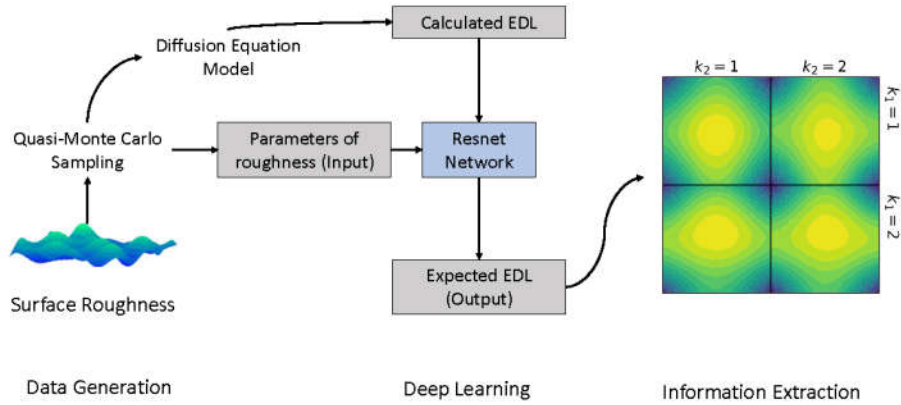 Calculated EDL
Diffusion Equation
Model
k₂ = 1
k₂ = 2
Quasi-Monte Carlo
Sampling
Parameters of
roughness (Input)
Resnet
Network
k₁ = 1
k₁ = 2
Expected EDL
(Output)
Surface Roughness
Data Generation
Deep Learning
Information Extraction